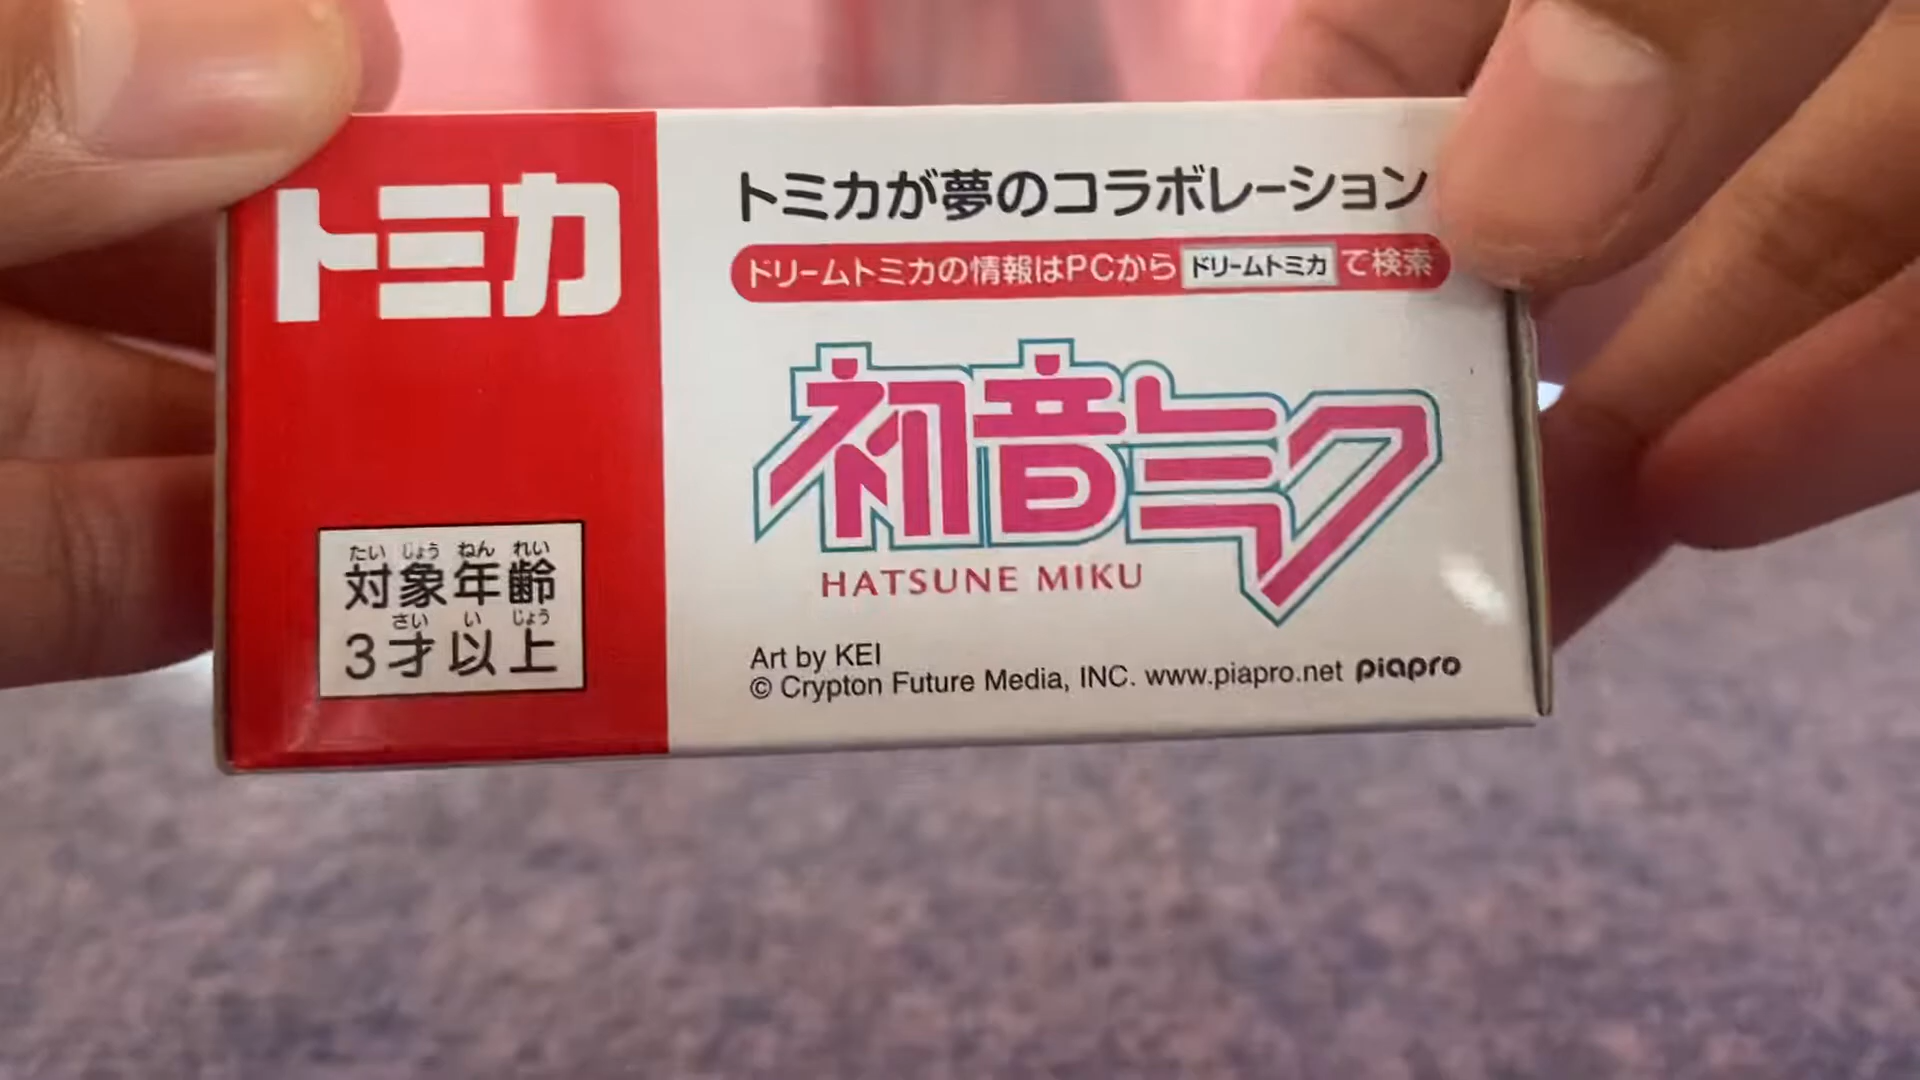 トミカ
たい じょう ねん れい
対象年齢
さい い じょう
3才以上
トミカが夢のコラボレーション
ドリームトミカの情報はPCから ドリームトミカ で検索
初音ミク
HATSUNE MIKU
Art by KEI
© Crypton Future Media, INC. www.piapro.net piapro